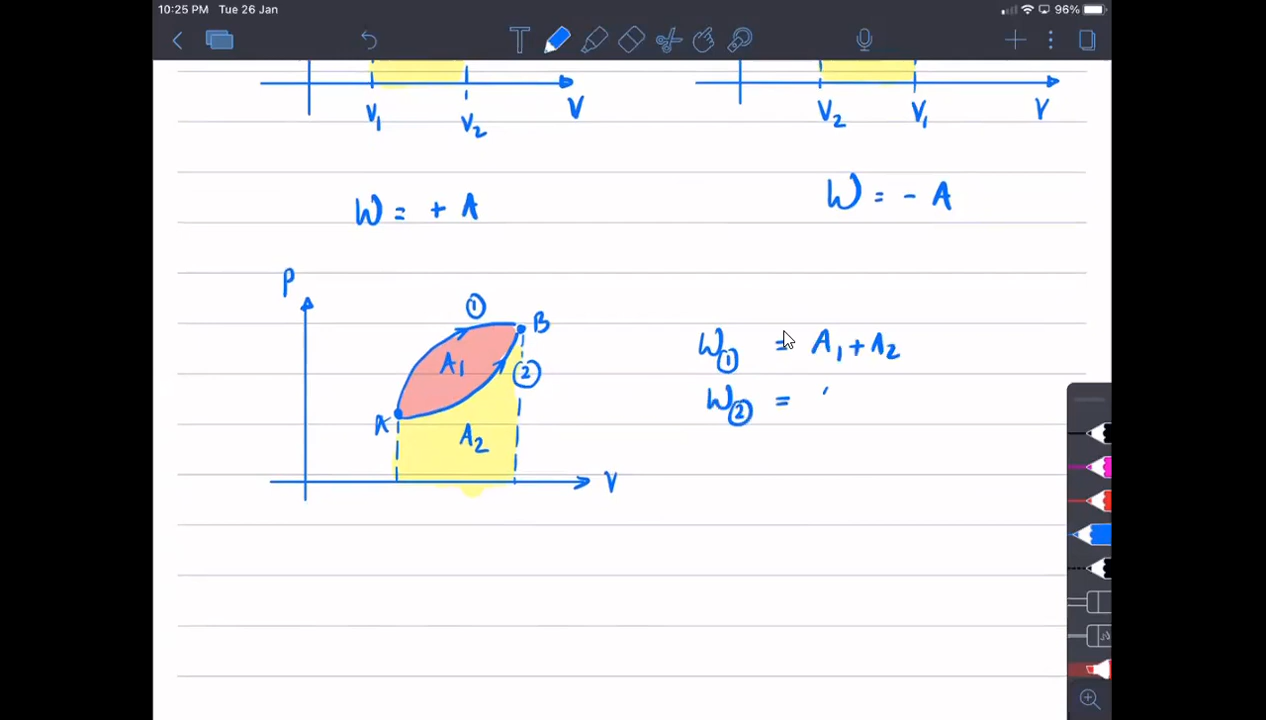 10:25 PM Tue 26 Jan 96%
T
V₁ V₂ V
V₂ V₁ V
W = + A
W = - A
P
①
B
A₁
②
A
A₂
V
W① = A₁ + A₂
W② =